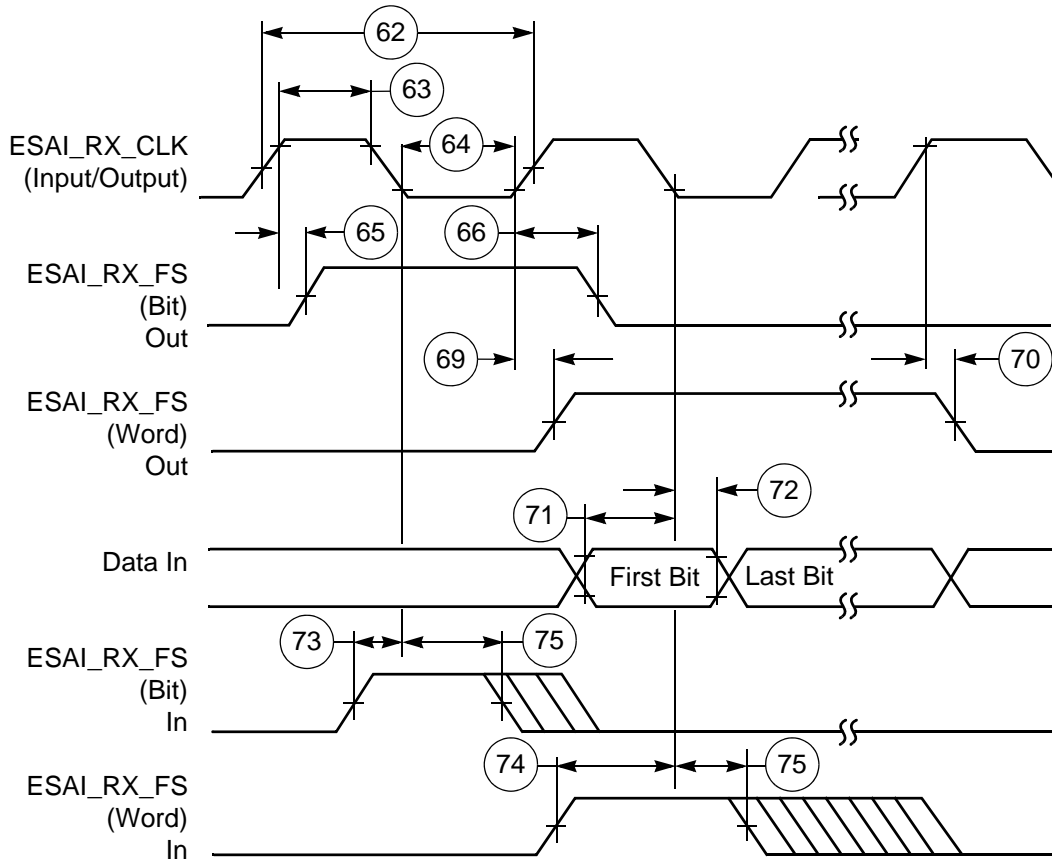 62
63
ESAI_RX_CLK
(Input/Output)
64
65
66
ESAI_RX_FS
(Bit)
Out
69
70
ESAI_RX_FS
(Word)
Out
71
72
Data In
First Bit
Last Bit
73
75
ESAI_RX_FS
(Bit)
In
74
75
ESAI_RX_FS
(Word)
In